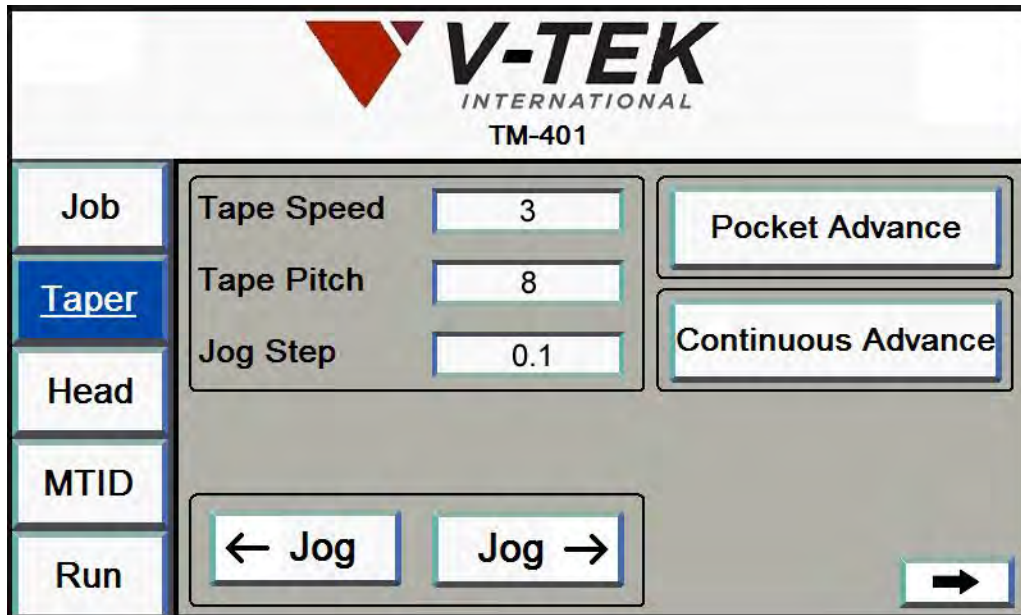 V-TEK
INTERNATIONAL
TM-401
Job
Taper
Head
MTID
Run
Tape Speed 3
Tape Pitch 8
Jog Step 0.1
Pocket Advance
Continuous Advance
← Jog
Jog →